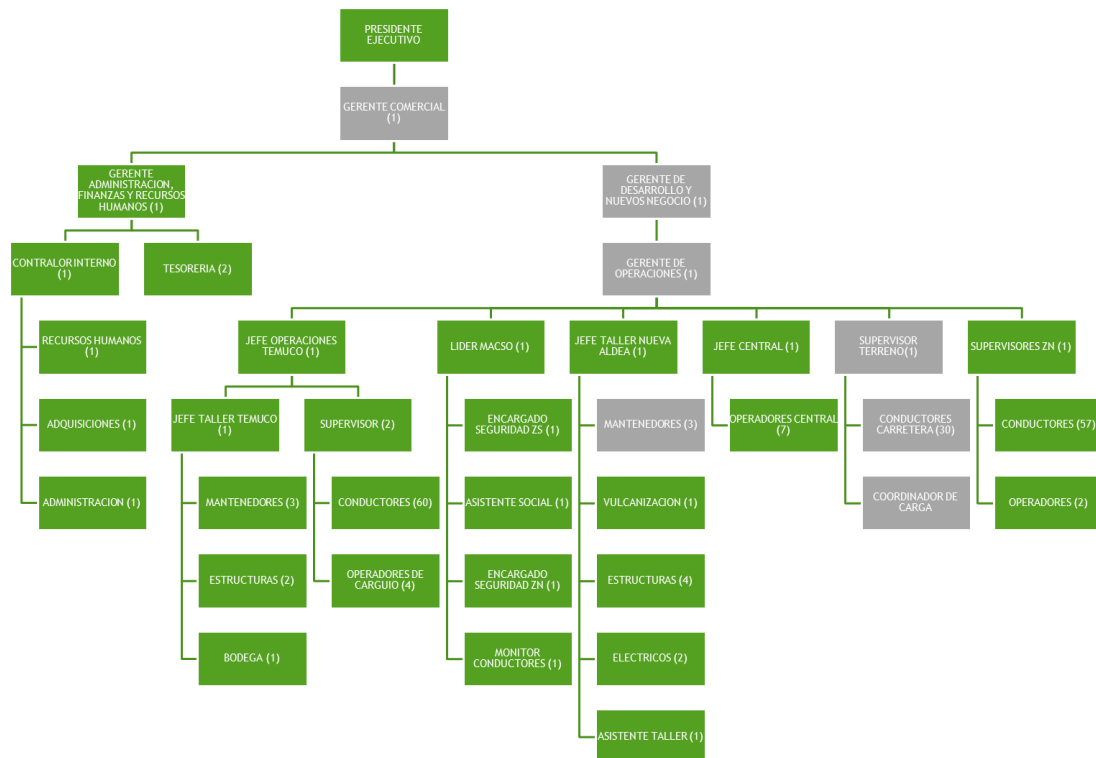 PRESIDENTE
EJECUTIVO
GERENTE COMERCIAL
(1)
GERENTE
ADMINISTRACION,
FINANZAS Y RECURSOS
HUMANOS (1)
GERENTE DE
DESARROLLO Y
NUEVOS NEGOCIO (1)
CONTRALOR INTERNO
(1)
TESORERIA (2)
GERENTE DE
OPERACIONES (1)
RECURSOS HUMANOS
(1)
ADQUISICIONES (1)
ADMINISTRACION (1)
JEFE OPERACIONES
TEMUCO (1)
JEFE TALLER TEMUCO
(1)
MANTENEDORES (3)
ESTRUCTURAS (2)
BODEGA (1)
SUPERVISOR (2)
CONDUCTORES (60)
OPERADORES DE
CARGUIO (4)
LIDER MACSO (1)
ENCARGADO
SEGURIDAD ZS (1)
ASISTENTE SOCIAL (1)
ENCARGADO
SEGURIDAD ZN (1)
MONITOR
CONDUCTORES (1)
JEFE TALLER NUEVA
ALDEA (1)
MANTENEDORES (3)
VULCANIZACION (1)
ESTRUCTURAS (4)
ELECTRICOS (2)
ASISTENTE TALLER (1)
JEFE CENTRAL (1)
OPERADORES CENTRAL
(7)
SUPERVISOR
TERRENO(1)
CONDUCTORES
CARRETERA (30)
COORDINADOR DE
CARGA
SUPERVISORES ZN (1)
CONDUCTORES (57)
OPERADORES (2)